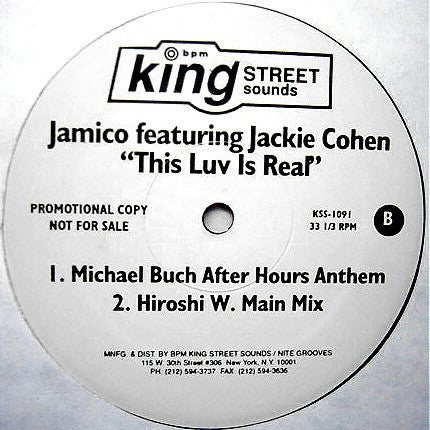 bpm
king STREET
sounds
Jamico featuring Jackie Cohen
"This Luv Is Real"
PROMOTIONAL COPY
NOT FOR SALE
KSS-1091
33 1/3 RPM
B
1. Michael Buch After Hours Anthem
2. Hiroshi W. Main Mix
MNFG. & DIST BY BPM KING STREET SOUNDS / NITE GROOVES
115 W. 30th Street #306 New York, N.Y. 10001
PH. (212) 594-3737 FAX (212) 594-3636